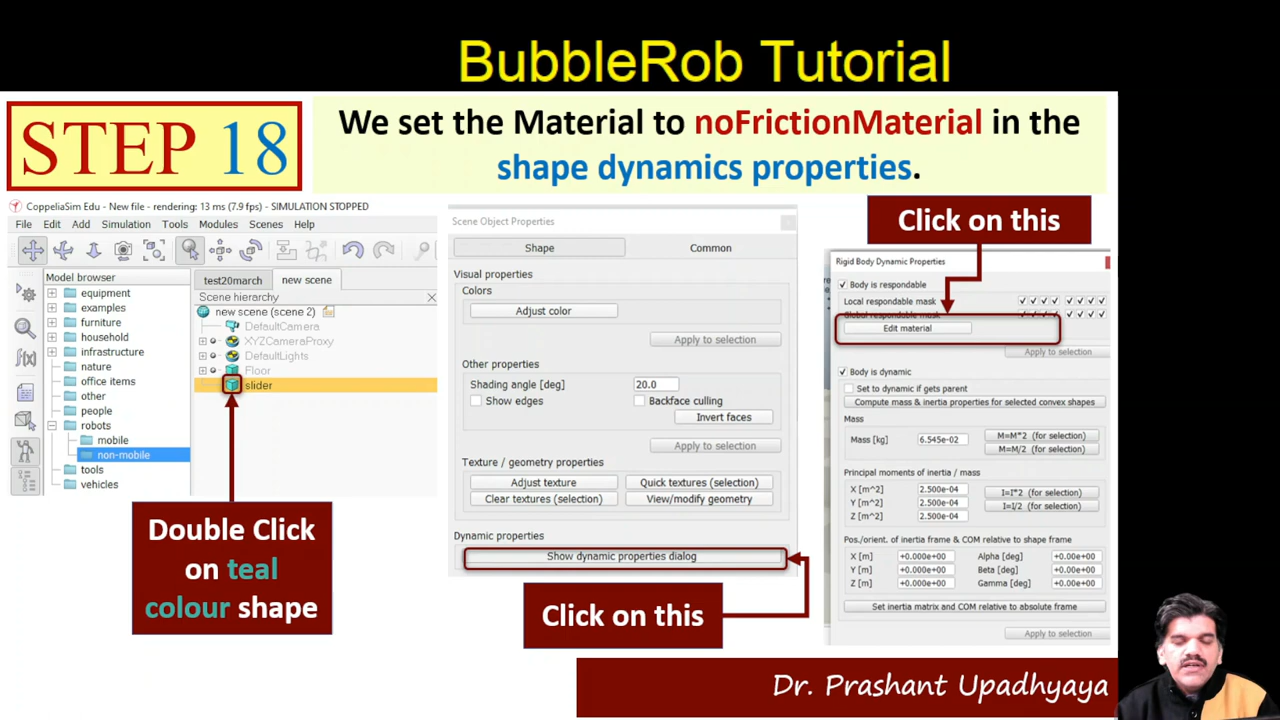 BubbleRob Tutorial
STEP 18
We set the Material to noFrictionMaterial in the
shape dynamics properties.
CoppeliaSim Edu - New file - rendering: 13 ms (7.9 fps) - SIMULATION STOPPED
File Edit Add Simulation Tools Modules Scenes Help
Model browser
equipment
examples
furniture
household
infrastructure
nature
office items
other
people
robots
mobile
non-mobile
tools
vehicles
test20march new scene
Scene hierarchy
new scene (scene 2)
DefaultCamera
XYZCameraProxy
DefaultLights
Floor
slider
Double Click
on teal
colour shape
Scene Object Properties
Shape Common
Visual properties
Colors
Adjust color
Apply to selection
Other properties
Shading angle [deg] 20.0
Show edges Backface culling
Invert faces
Apply to selection
Texture / geometry properties
Adjust texture Quick textures (selection)
Clear textures (selection) View/modify geometry
Dynamic properties
Show dynamic properties dialog
Click on this
Click on this
Rigid Body Dynamic Properties
Body is respondable
Local respondable mask
Global respondable mask
Edit material
Apply to selection
Body is dynamic
Set to dynamic if gets parent
Compute mass & inertia properties for selected convex shapes
Mass
Mass [kg] 6.545e-02 M=M*2 (for selection)
M=M/2 (for selection)
Principal moments of inertia / mass
X [m^2] 2.500e-04 I=I*2 (for selection)
Y [m^2] 2.500e-04 I=I/2 (for selection)
Z [m^2] 2.500e-04
Pos./orient. of inertia frame & COM relative to shape frame
X [m] +0.000e+00 Alpha [deg] +0.00e+00
Y [m] +0.000e+00 Beta [deg] +0.00e+00
Z [m] +0.000e+00 Gamma [deg] +0.00e+00
Set inertia matrix and COM relative to absolute frame
Apply to selection
Dr. Prashant Upadhyaya